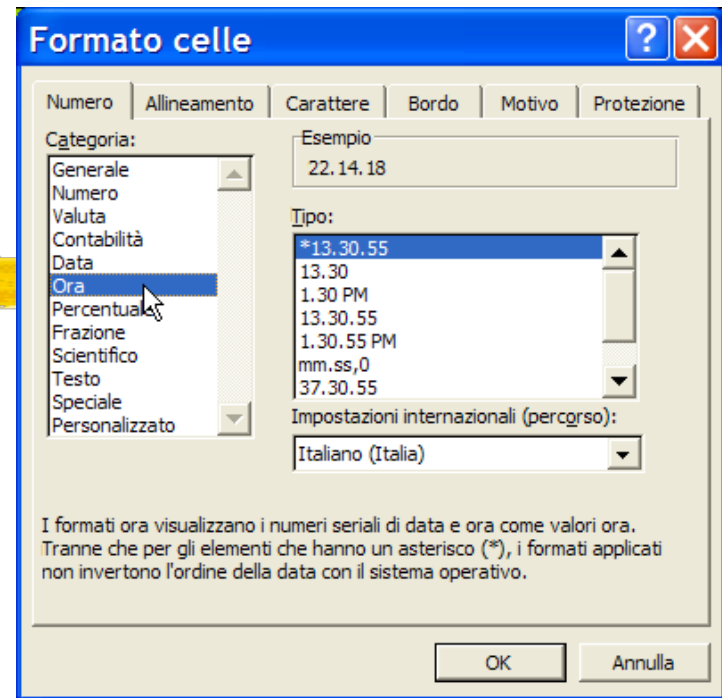 Formato celle
Numero Allineamento Carattere Bordo Motivo Protezione
Categoria:
Generale
Numero
Valuta
Contabilità
Data
Ora
Percentuale
Frazione
Scientifico
Testo
Speciale
Personalizzato
Esempio
22.14.18
Tipo:
*13.30.55
13.30
1.30 PM
13.30.55
1.30.55 PM
mm.ss,0
37.30.55
Impostazioni internazionali (percorso):
Italiano (Italia)
I formati ora visualizzano i numeri seriali di data e ora come valori ora.
Tranne che per gli elementi che hanno un asterisco (*), i formati applicati
non invertono l'ordine della data con il sistema operativo.
OK Annulla